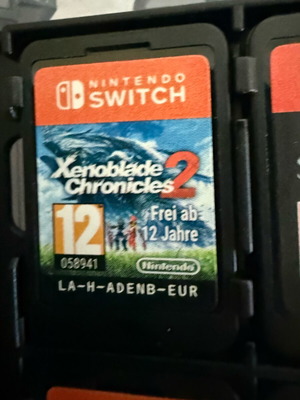 NINTENDO
SWITCH
Xenoblade
Chronicles 2
12
Frei ab
12 Jahre
058941
Nintendo
LA-H-ADENB-EUR